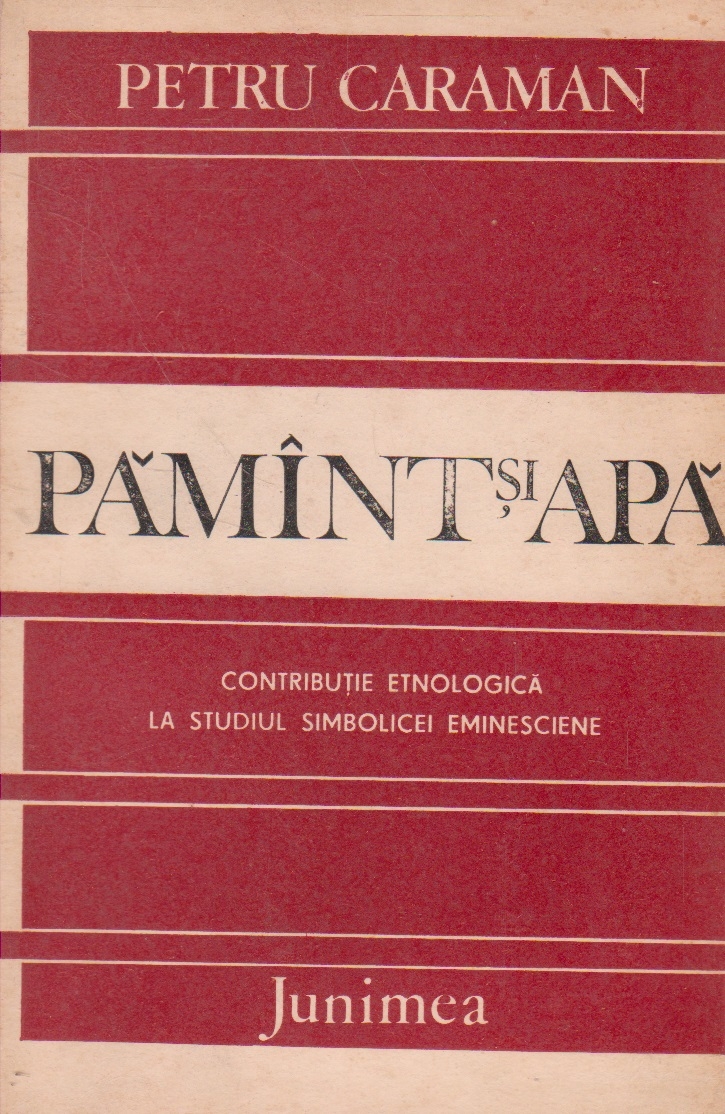 PETRU CARAMAN
PĂMÎNT ȘI APĂ
CONTRIBUȚIE ETNOLOGICĂ
LA STUDIUL SIMBOLICEI EMINESCIENE
Junimea